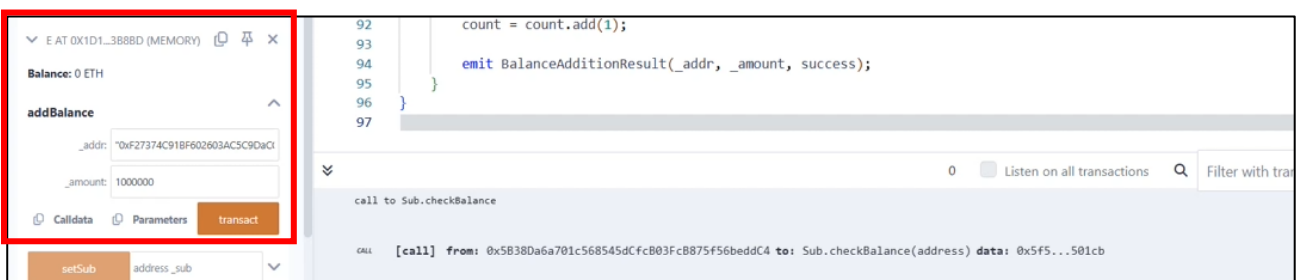 E AT 0X1D1...3B8BD (MEMORY)
Balance: 0 ETH
addBalance
_addr: "0xF27374C91BF602603AC5C9DaC
_amount: 1000000
Calldata Parameters transact
setSub address _sub
92 count = count.add(1);
93
94 emit BalanceAdditionResult(_addr, _amount, success);
95 }
96 }
97
0 Listen on all transactions Filter with tran
call to Sub.checkBalance
CALL [call] from: 0x5B38Da6a701c568545dCfcB03FcB875f56beddC4 to: Sub.checkBalance(address) data: 0x5f5...501cb